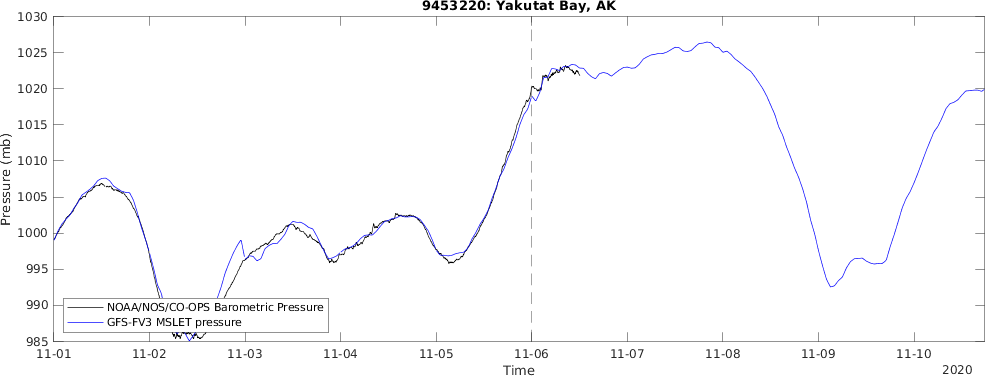 9453220: Yakutat Bay, AK
1030
1025
1020
1015
1010
1005
1000
995
990
985
Pressure (mb)
NOAA/NOS/CO-OPS Barometric Pressure
GFS-FV3 MSLET pressure
11-01 11-02 11-03 11-04 11-05 11-06 11-07 11-08 11-09 11-10
Time
2020